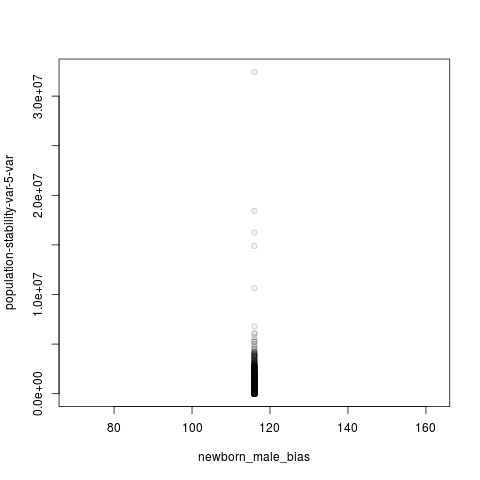 population-stability-var-5-var
3.0e+07
2.0e+07
1.0e+07
0.0e+00
80 100 120 140 160
newborn_male_bias